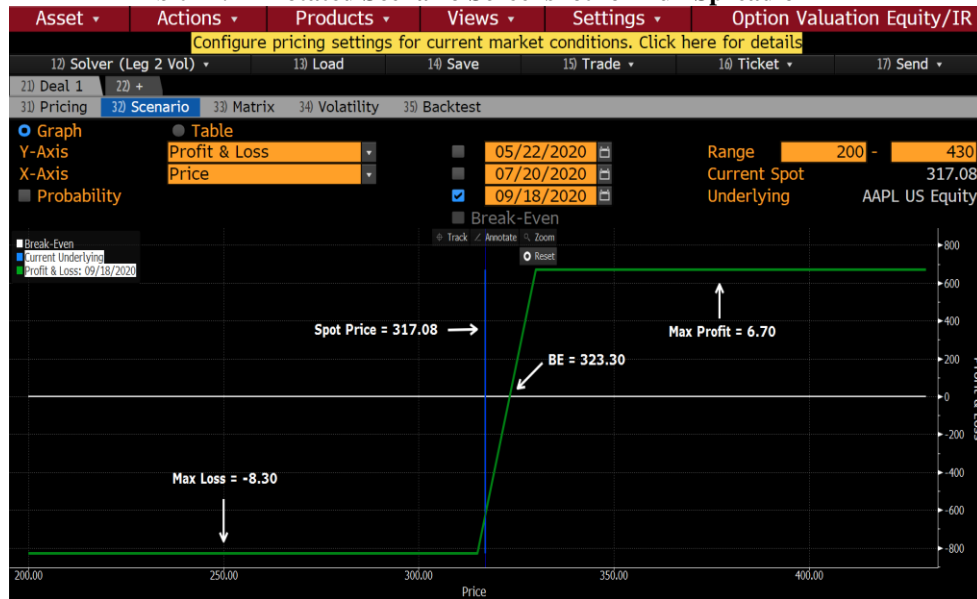 Asset Actions Products Views Settings Option Valuation Equity/IR
Configure pricing settings for current market conditions. Click here for details
12) Solver (Leg 2 Vol) 13) Load 14) Save 15) Trade 16) Ticket 17) Send
21) Deal 1 22) +
31) Pricing 32) Scenario 33) Matrix 34) Volatility 35) Backtest
Graph Table
Y-Axis Profit & Loss 05/22/2020 Range 200 - 430
X-Axis Price 07/20/2020 Current Spot 317.08
Probability 09/18/2020 Underlying AAPL US Equity
Break-Even
Track Annotate Zoom
Reset
Break-Even
Current Underlying
Profit & Loss: 09/18/2020
800
600
Spot Price = 317.08
Max Profit = 6.70
400
BE = 323.30
200
0
-200
Max Loss = -8.30
-400
-600
-800
200.00 250.00 300.00 350.00 400.00
Price